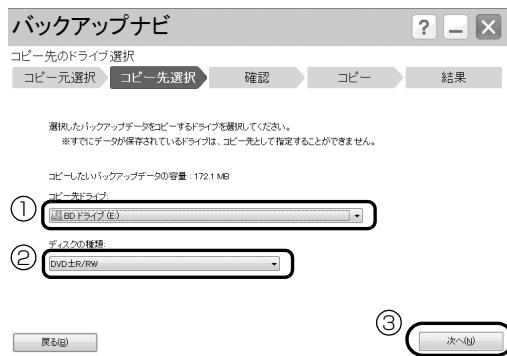 バックアップナビ
?
コピー先のドライブ選択
コピー元選択 コピー先選択 確認 コピー 結果
選択したバックアップデータをコピーするドライブを選択してください。
※すでにデータが保存されているドライブは、コピー先として指定することができません。
コピーしたいバックアップデータの容量 : 172.1 MB
コピー先ドライブ:
① BD ドライブ (E:)
ディスクの種類:
② DVD±R/RW
③
戻る(B) 次へ(N)